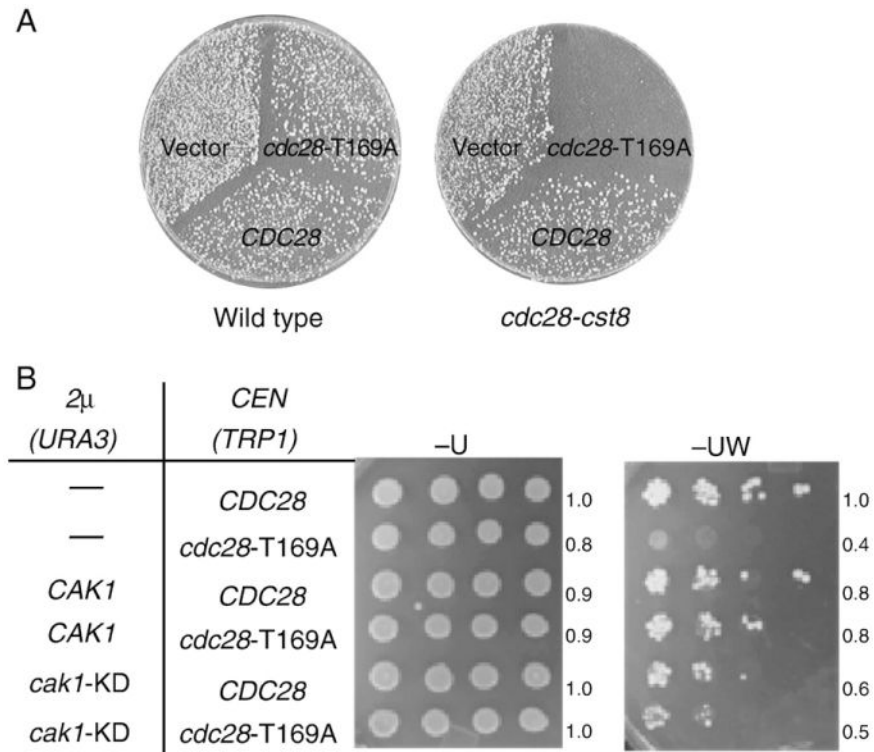 A
Vector cdc28-T169A
CDC28
Vector cdc28-T169A
CDC28
Wild type
cdc28-cst8
B
2µ CEN
(URA3) (TRP1) –U –UW
— CDC28 1.0 1.0
— cdc28-T169A 0.8 0.4
CAK1 CDC28 0.9 0.8
CAK1 cdc28-T169A 0.9 0.8
cak1-KD CDC28 1.0 0.6
cak1-KD cdc28-T169A 1.0 0.5